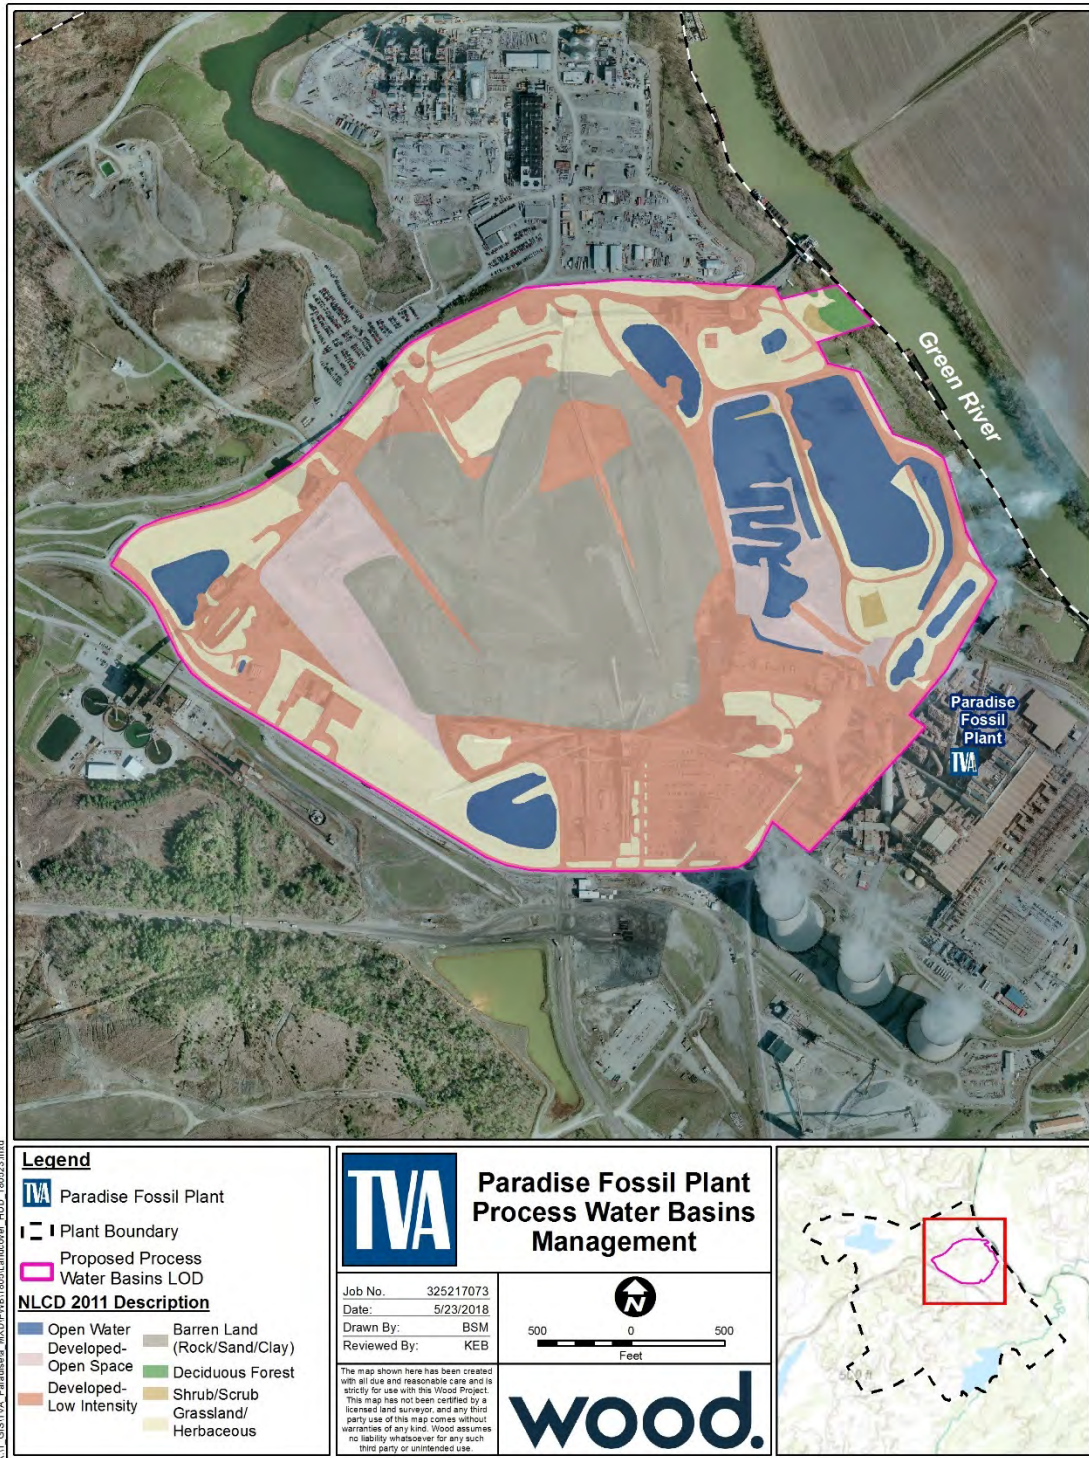 Green River
Paradise
Fossil
Plant
TVA
Legend
TVA Paradise Fossil Plant
Plant Boundary
Proposed Process
Water Basins LOD
NLCD 2011 Description
Open Water
Developed-
Open Space
Developed-
Low Intensity
Barren Land
(Rock/Sand/Clay)
Deciduous Forest
Shrub/Scrub
Grassland/
Herbaceous
TVA
Paradise Fossil Plant
Process Water Basins
Management
Job No. 325217073
Date: 5/23/2018
Drawn By: BSM
Reviewed By: KEB
N
500 0 500
Feet
The map shown here has been created
with all due and reasonable care and is
strictly for use with this Wood Project.
This map has not been certified by a
licensed land surveyor, and any third
party use of this map comes without
warranties of any kind. Wood assumes
no liability whatsoever for any such
third party or unintended use.
wood.